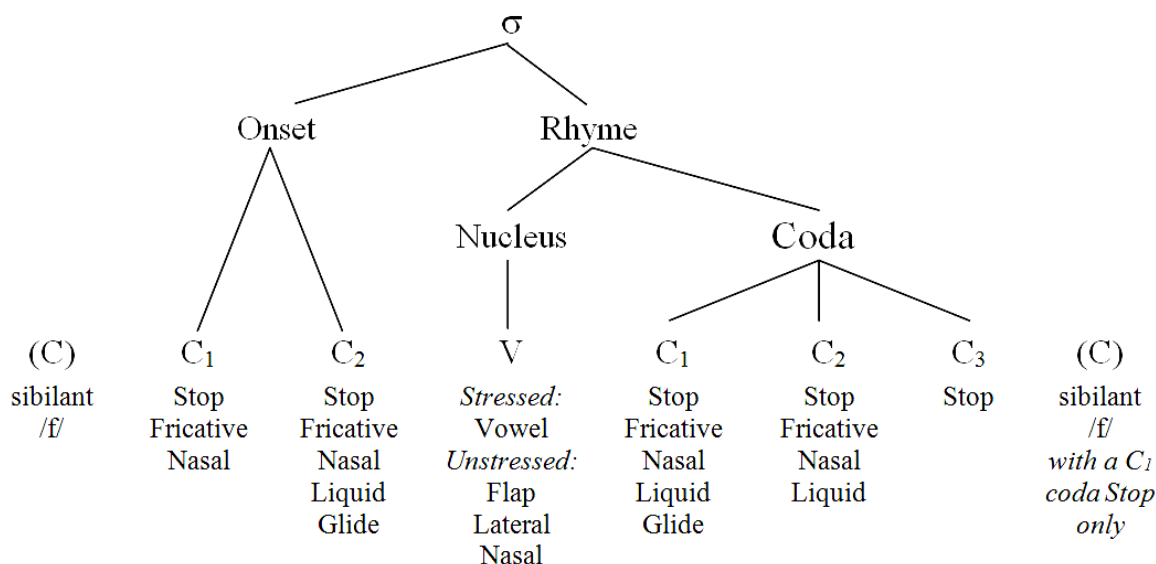 σ
Onset Rhyme
Nucleus Coda
(C) C₁ C₂ V C₁ C₂ C₃ (C)
sibilant Stop Stop Stressed: Stop Stop Stop sibilant
/f/ Fricative Fricative Vowel Fricative Fricative /f/
Nasal Nasal Unstressed: Nasal Nasal with a C₁
Liquid Flap Liquid Liquid coda Stop
Glide Lateral Glide only
Nasal